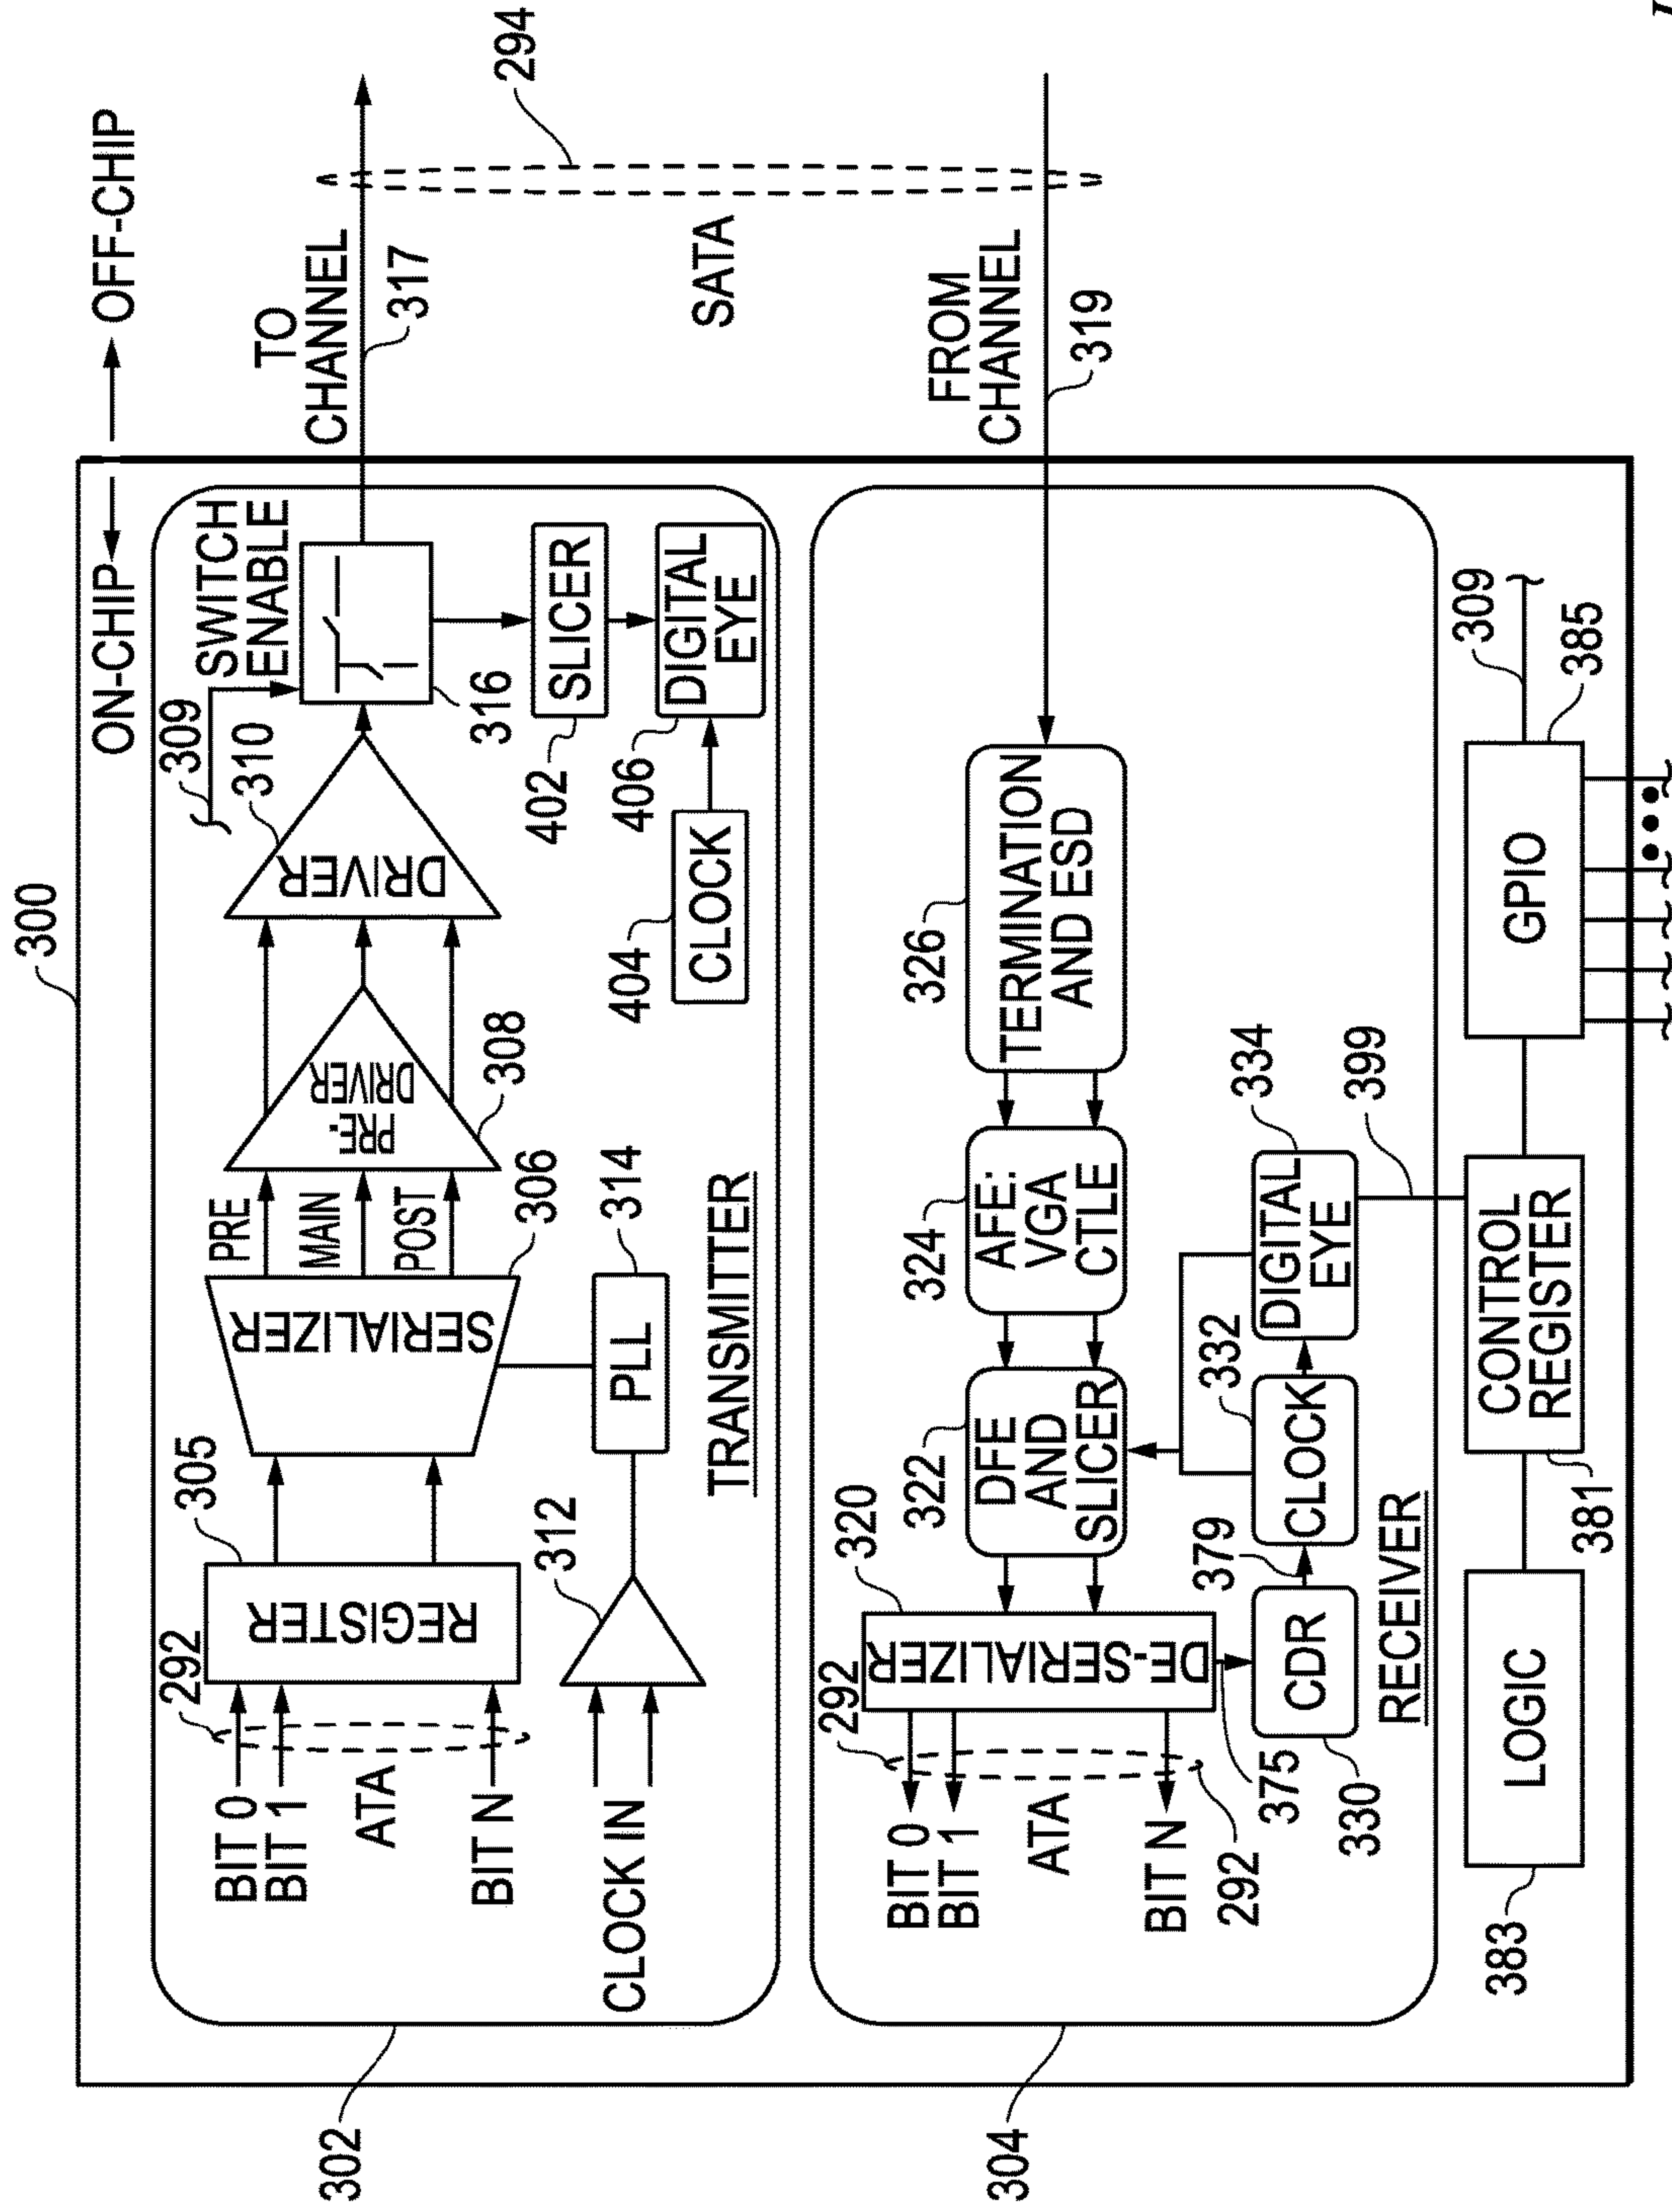 300
ON-CHIP
OFF-CHIP
302
292
BIT 0
BIT 1
ATA
BIT N
REGISTER
305
SERIALIZER
306
PRE
MAIN
POST
PRE-
DRIVER
308
DRIVER
310
309
SWITCH
ENABLE
316
TO
CHANNEL
317
294
CLOCK IN
312
PLL
314
TRANSMITTER
SLICER
402
DIGITAL
EYE
406
CLOCK
404
SATA
304
292
BIT 0
BIT 1
ATA
BIT N
292
DE-SERIALIZER
320
DFE
AND
SLICER
322
AFE:
VGA
CTLE
324
TERMINATION
AND ESD
326
FROM
CHANNEL
319
375
CDR
330
379
CLOCK
332
DIGITAL
EYE
334
399
RECEIVER
LOGIC
383
CONTROL
REGISTER
381
GPIO
385
309